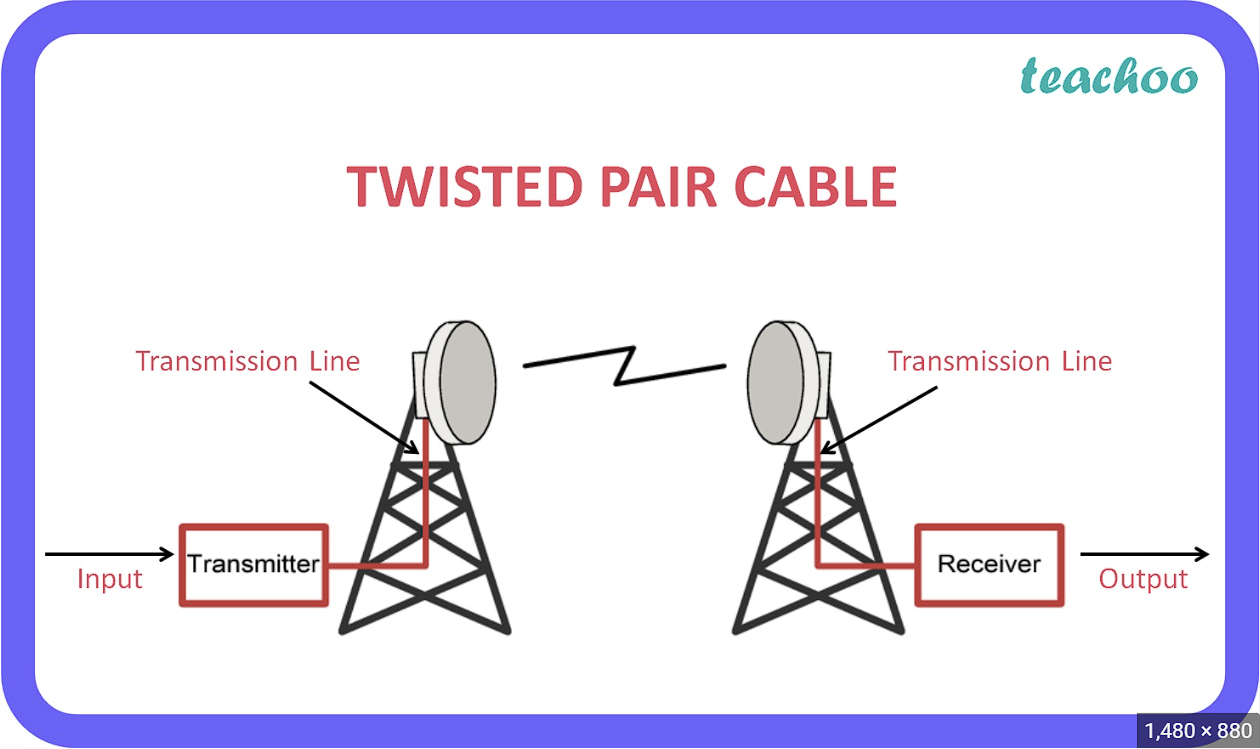 teachoo
TWISTED PAIR CABLE
Transmission Line
Transmission Line
Transmitter
Receiver
Input
Output
1,480 × 880